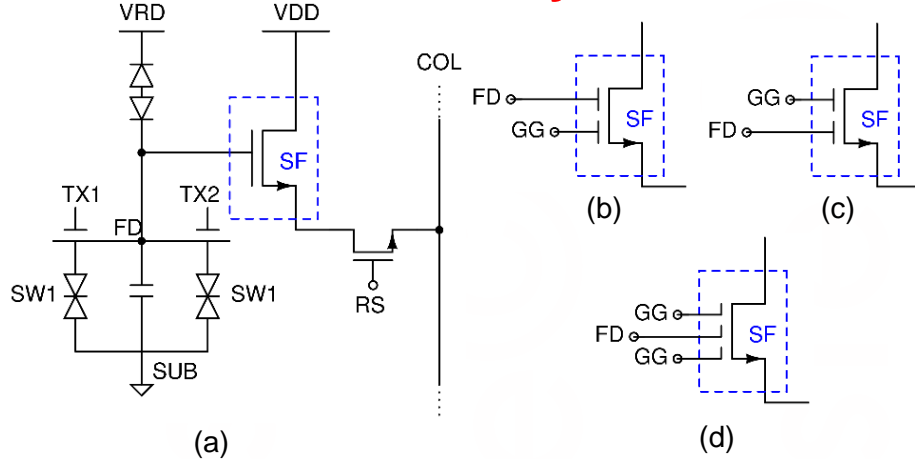 VRD
VDD
COL
SF
TX1
TX2
FD
SW1
SW1
RS
SUB
(a)
FD
GG
SF
(b)
GG
FD
SF
(c)
GG
FD
GG
SF
(d)